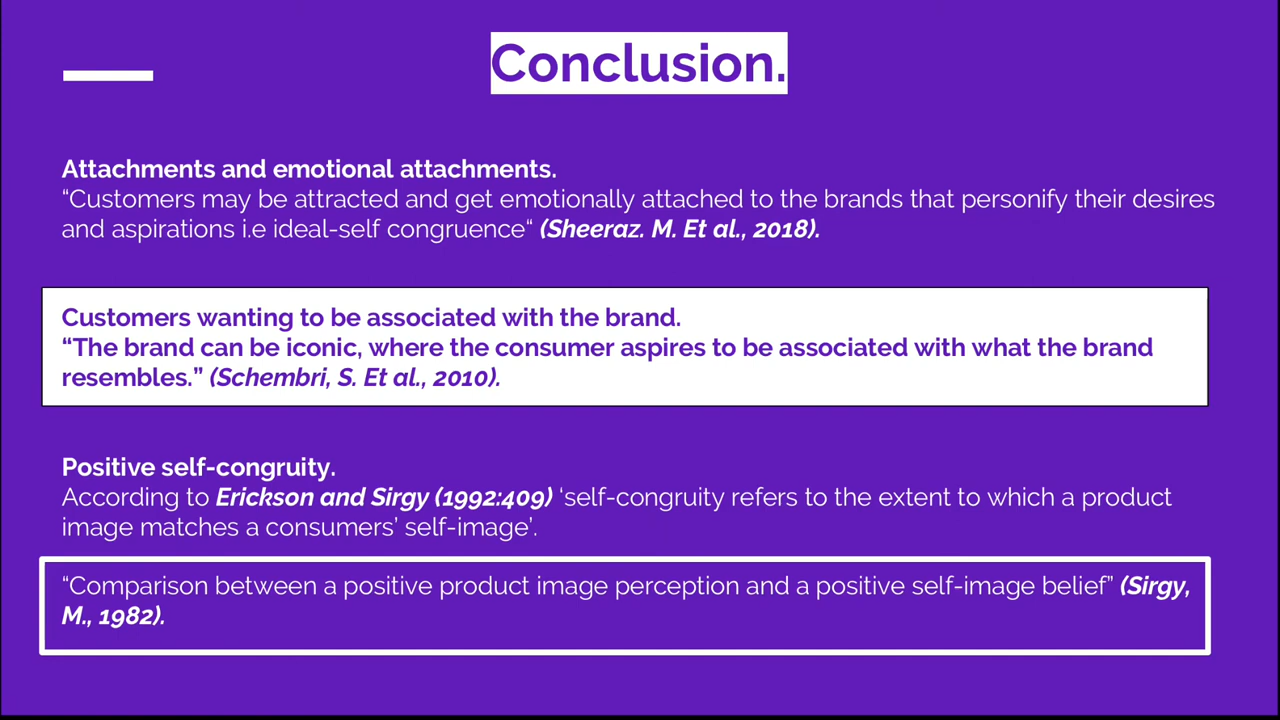 Conclusion.
Attachments and emotional attachments.
“Customers may be attracted and get emotionally attached to the brands that personify their desires
and aspirations i.e ideal-self congruence“ (Sheeraz. M. Et al., 2018).
Customers wanting to be associated with the brand.
“The brand can be iconic, where the consumer aspires to be associated with what the brand
resembles.” (Schembri, S. Et al., 2010).
Positive self-congruity.
According to Erickson and Sirgy (1992:409) ‘self-congruity refers to the extent to which a product
image matches a consumers’ self-image’.
“Comparison between a positive product image perception and a positive self-image belief” (Sirgy,
M., 1982).